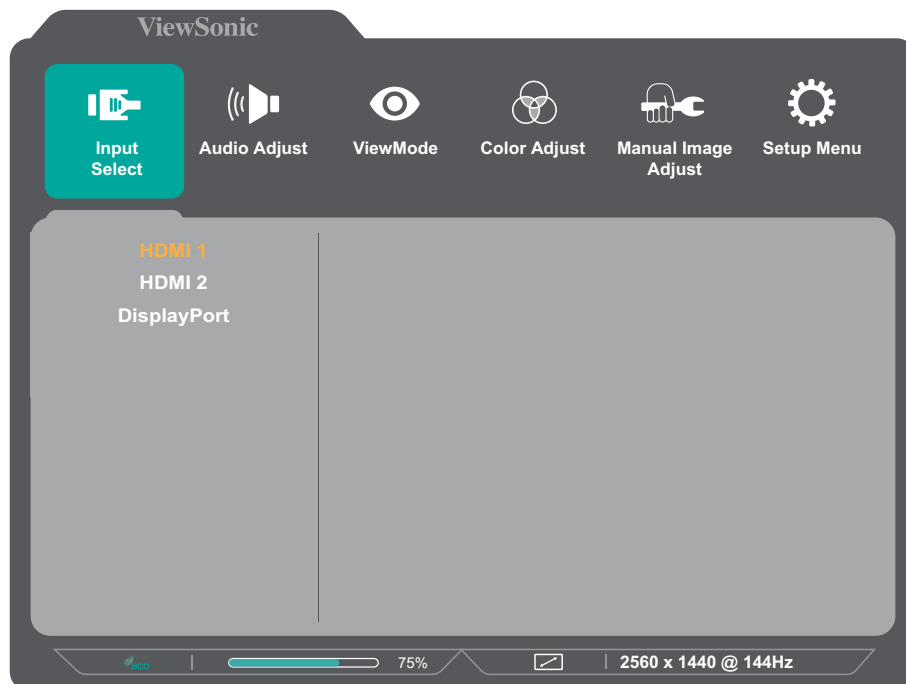 ViewSonic
Input
Select
Audio Adjust
ViewMode
Color Adjust
Manual Image
Adjust
Setup Menu
HDMI 1
HDMI 2
DisplayPort
ECO
75%
2560 x 1440 @ 144Hz